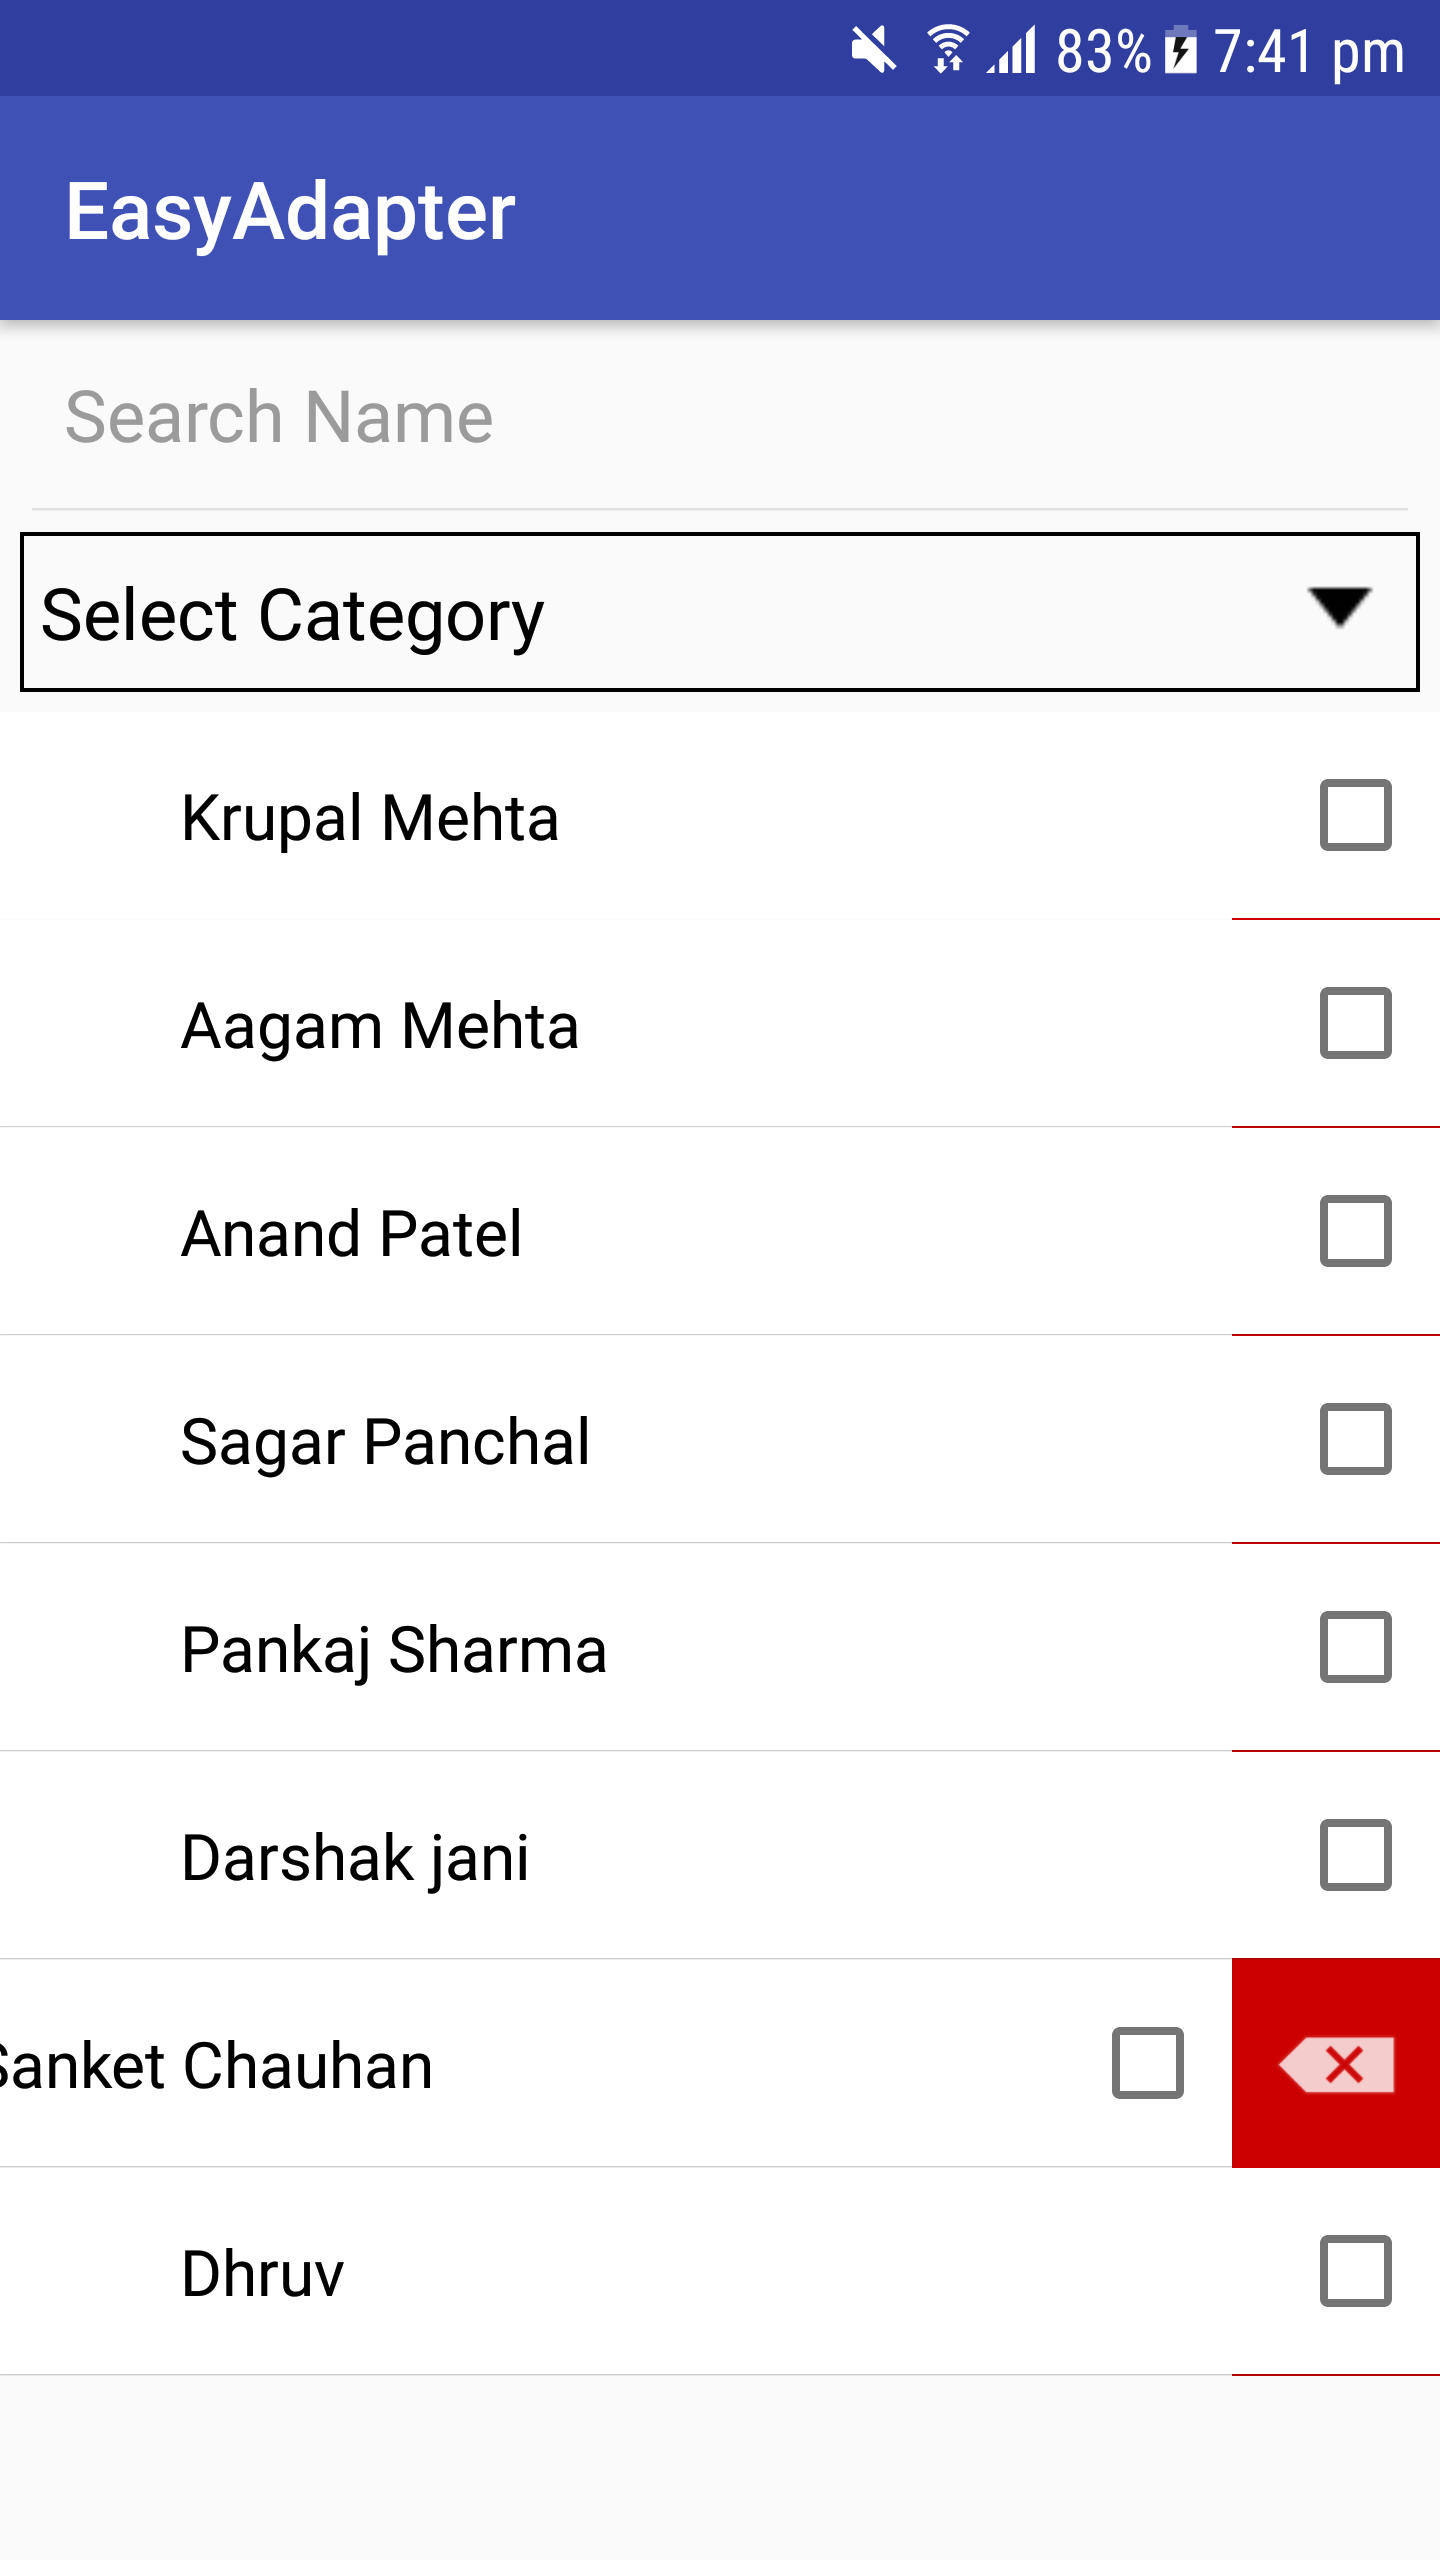 83% 7:41 pm
EasyAdapter
Search Name
Select Category
Krupal Mehta
Aagam Mehta
Anand Patel
Sagar Panchal
Pankaj Sharma
Darshak jani
Sanket Chauhan
Dhruv